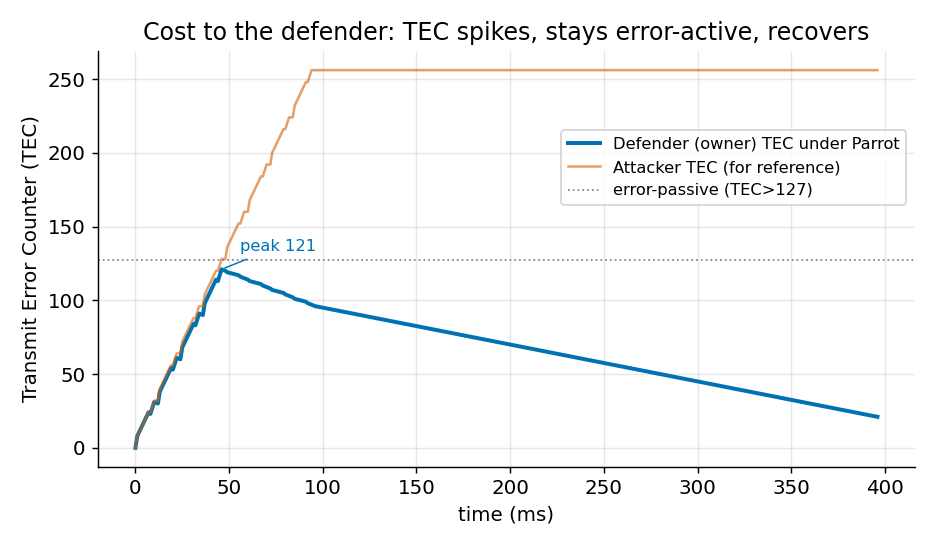 Cost to the defender: TEC spikes, stays error-active, recovers
Transmit Error Counter (TEC)
250
200
150
100
50
0
peak 121
Defender (owner) TEC under Parrot
Attacker TEC (for reference)
error-passive (TEC>127)
0 50 100 150 200 250 300 350 400
time (ms)